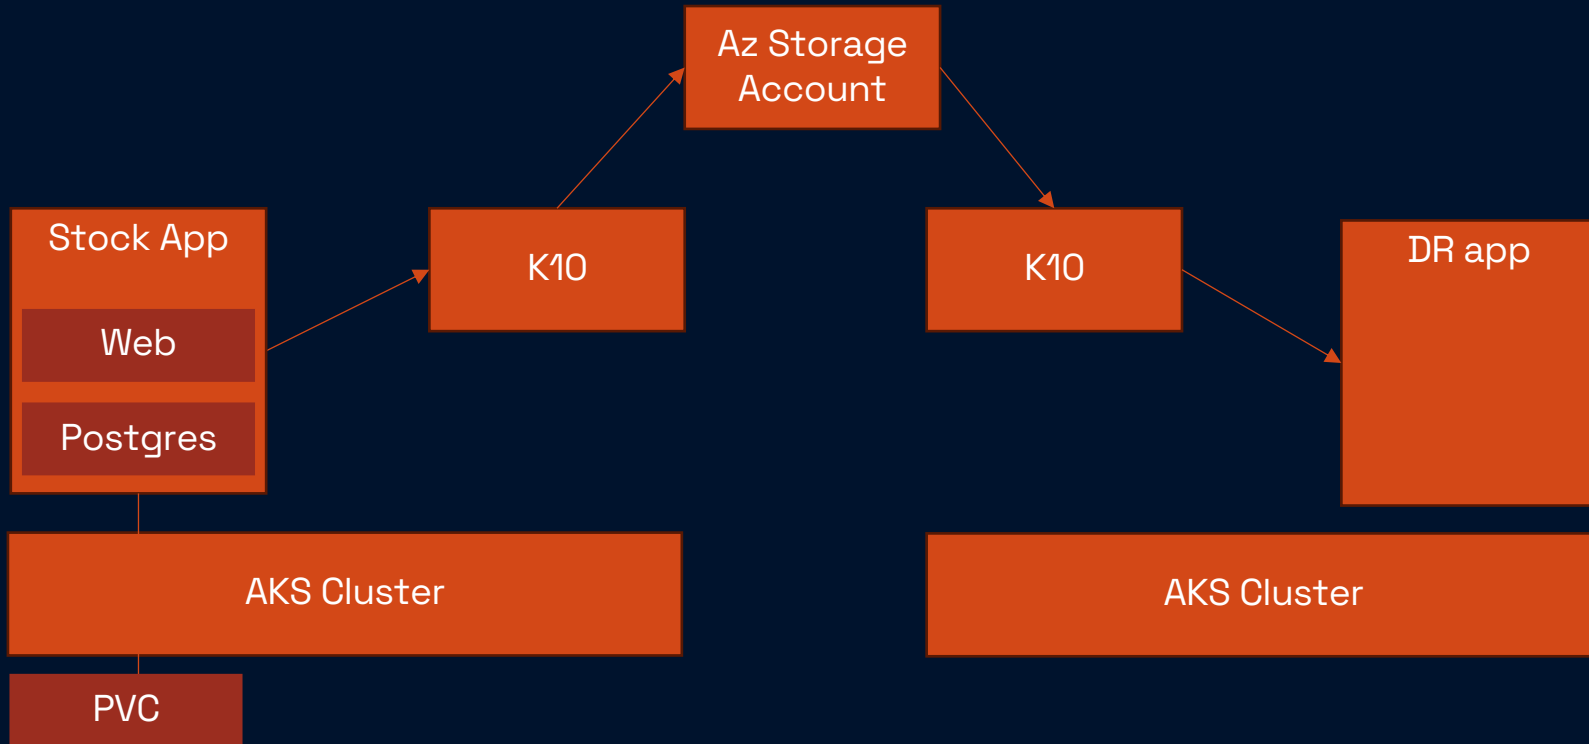 Az Storage
Account
Stock App
Web
Postgres
K10
K10
DR app
AKS Cluster
AKS Cluster
PVC